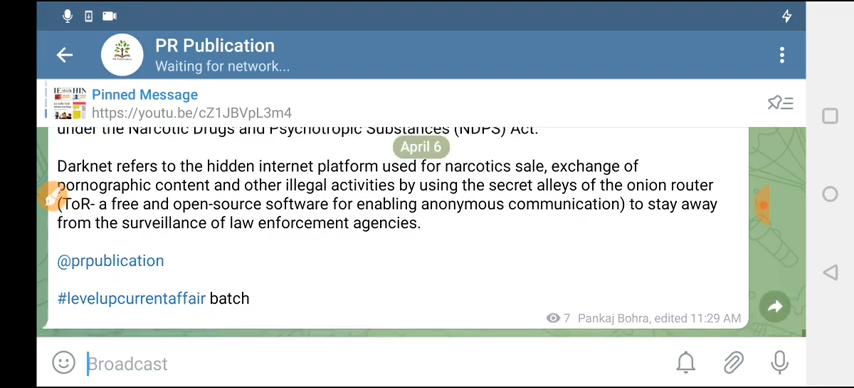 PR Publication
Waiting for network...
Pinned Message
https://youtu.be/cZ1JBVpL3m4
under the Narcotic Drugs and Psychotropic Substances (NDPS) Act.
April 6
Darknet refers to the hidden internet platform used for narcotics sale, exchange of
pornographic content and other illegal activities by using the secret alleys of the onion router
(ToR- a free and open-source software for enabling anonymous communication) to stay away
from the surveillance of law enforcement agencies.
@prpublication
#levelupcurrentaffair batch
7 Pankaj Bohra, edited 11:29 AM
Broadcast